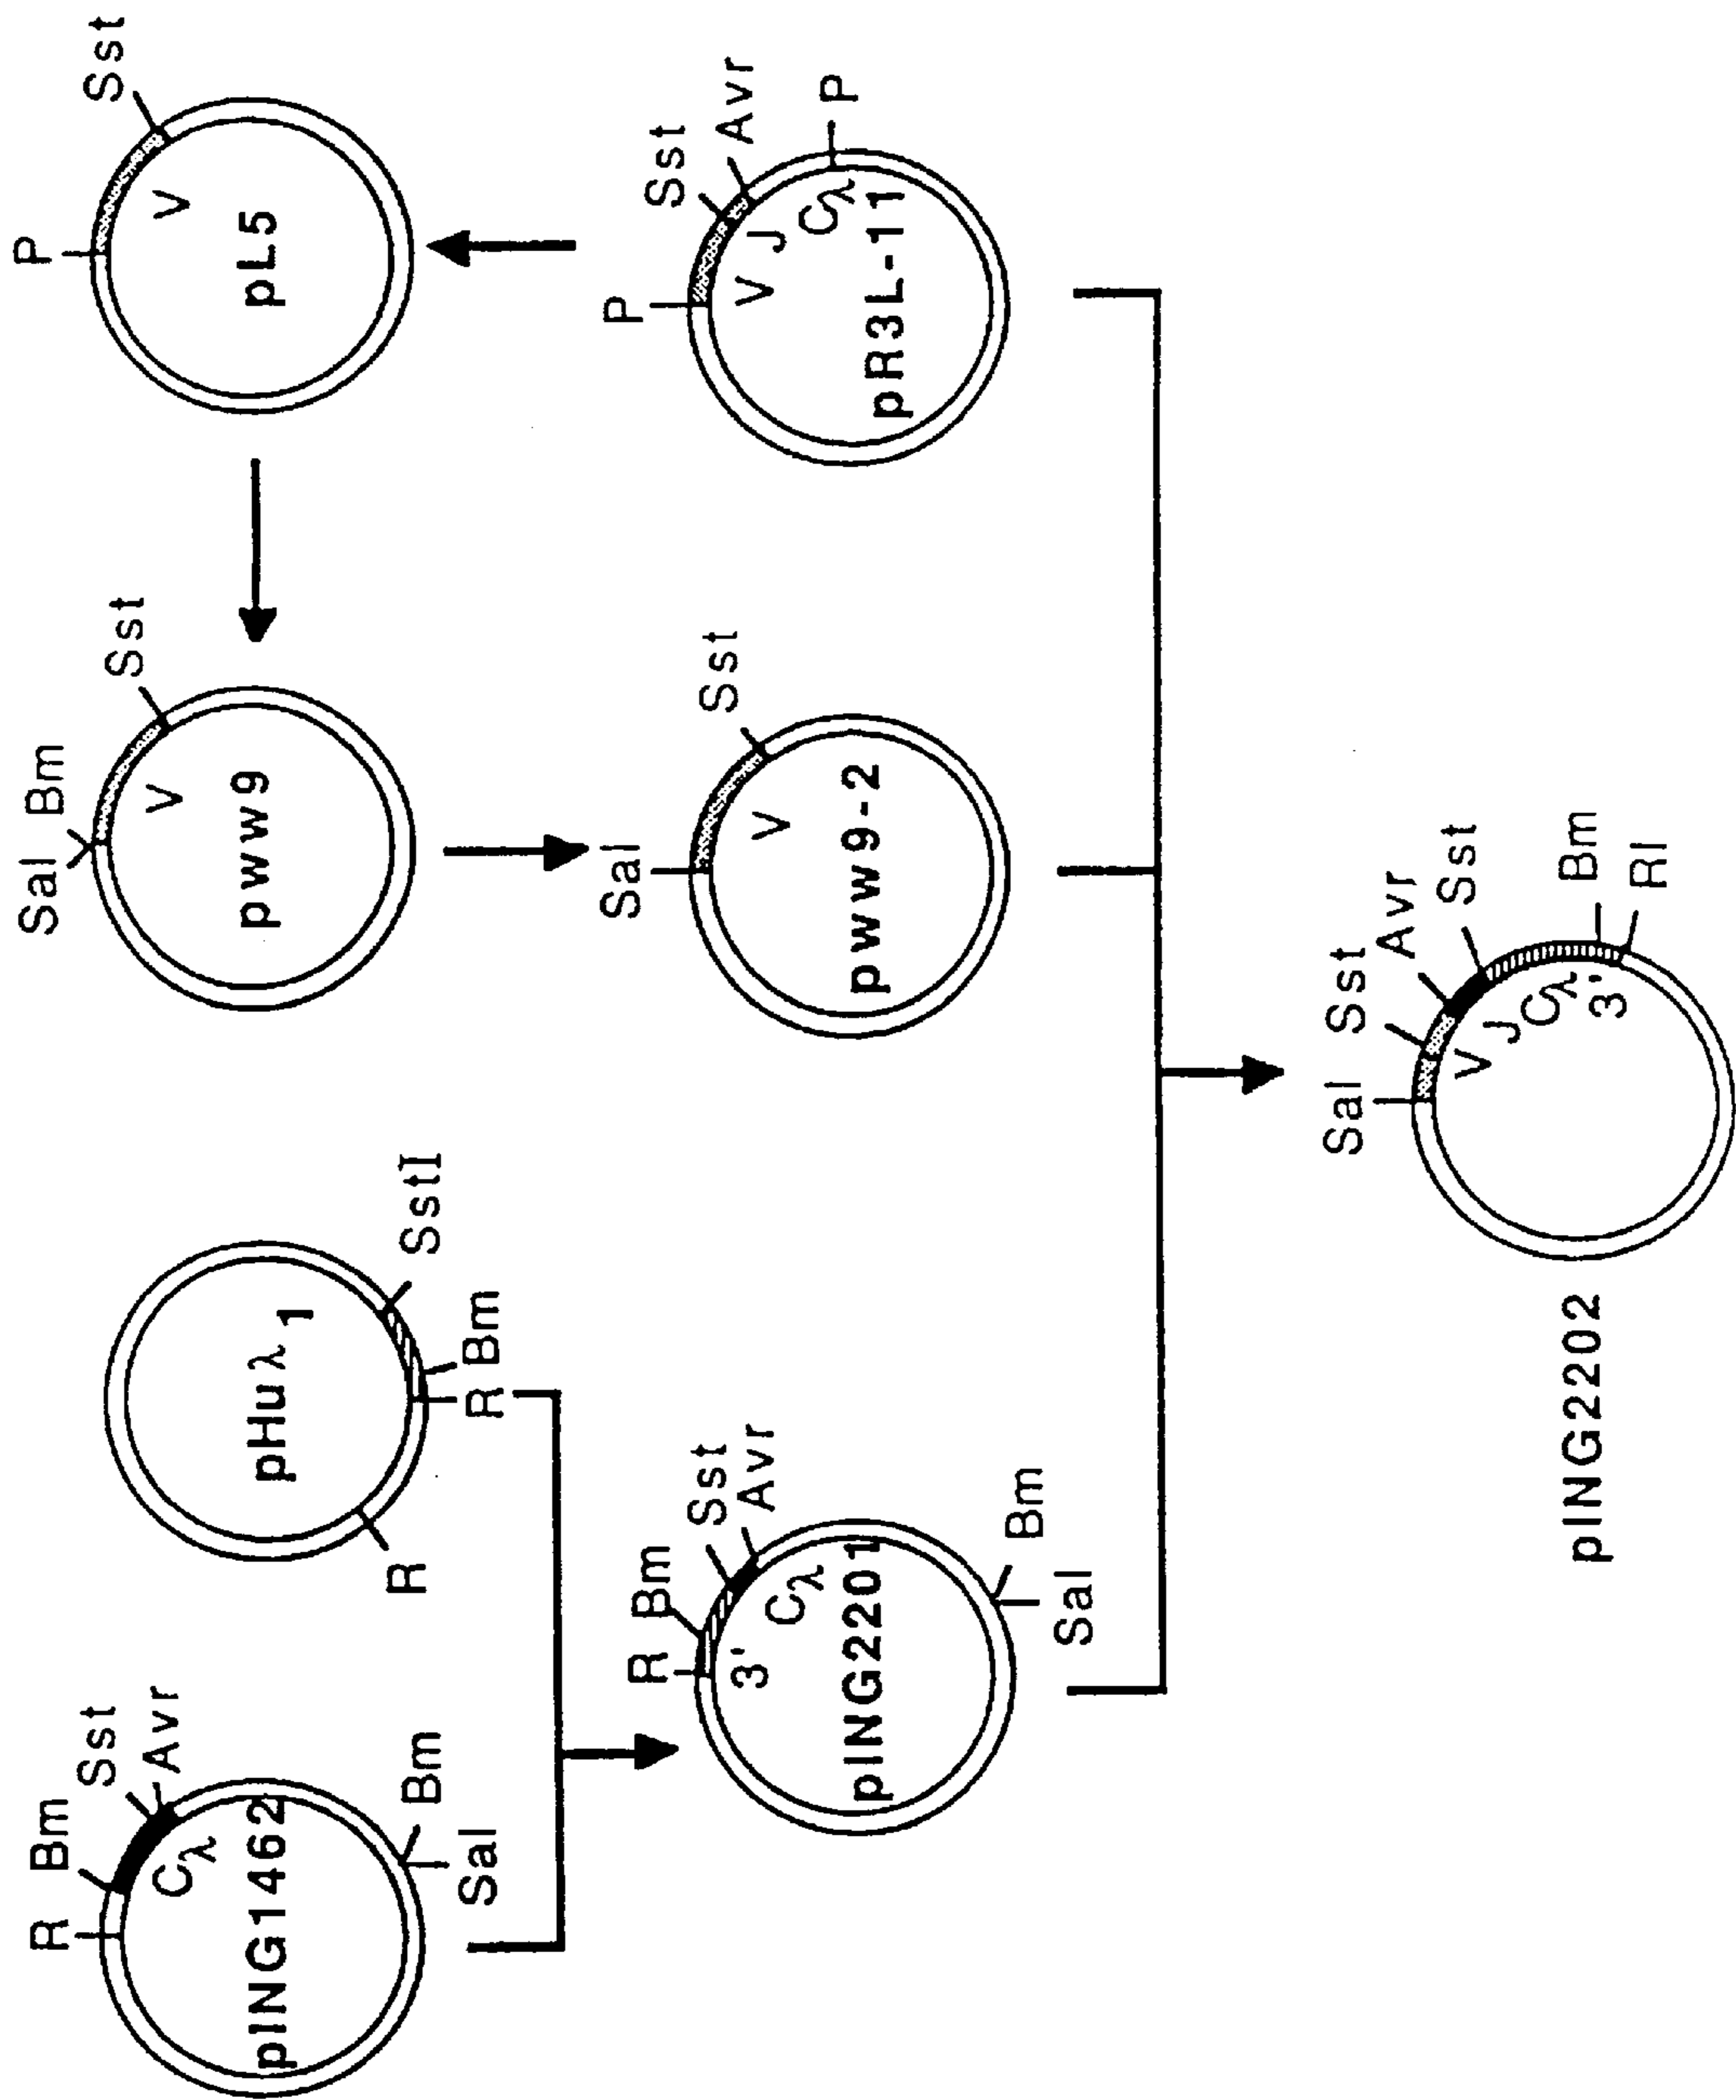 R Bm Sst Avr
Cλ
pING1462
Sal Bm
pHuλ1
R R Bm SstI
Sal Bm Sst
V
pww9
P Sst
V
pL5
R Bm Sst Avr
3' Cλ
pING2201
Sal Bm
Sal Sst
V
pww9-2
P Sst Avr P
V J Cλ
pR3L-11
Sal Sst Avr Sst Bm RI
V J Cλ 3'
pING2202